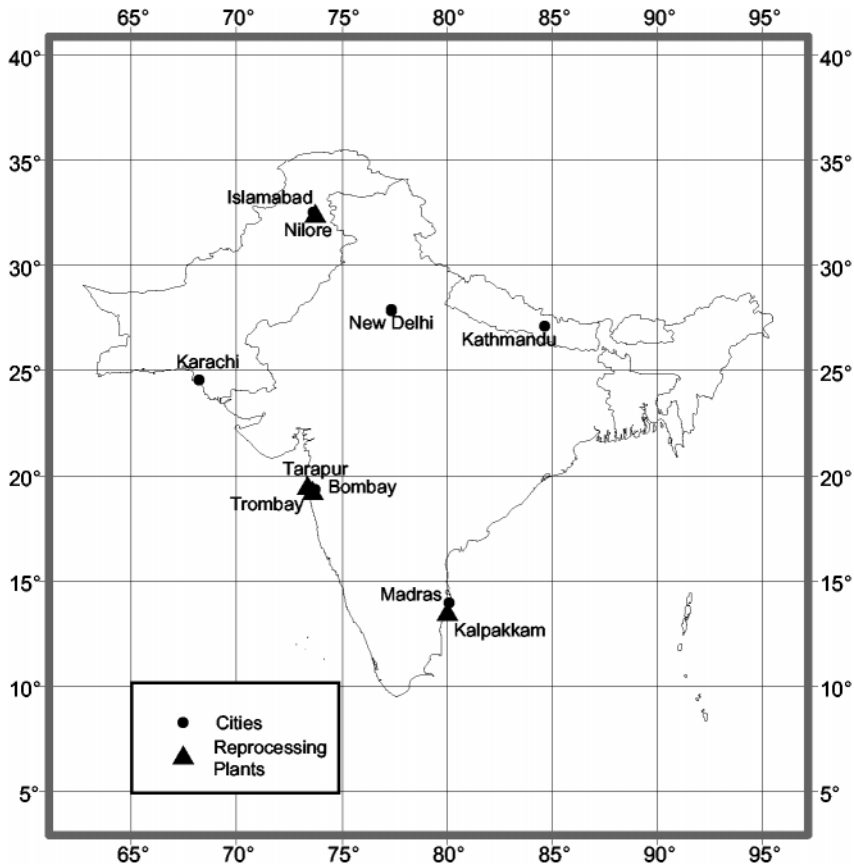 65° 70° 75° 80° 85° 90° 95°
40° 40°
35° 35°
Islamabad
Nilore
30° 30°
New Delhi
Kathmandu
Karachi
25° 25°
Tarapur
20° 20°
Bombay
Trombay
15° 15°
Madras
Kalpakkam
10° 10°
Cities
Reprocessing
Plants
5° 5°
65° 70° 75° 80° 85° 90° 95°